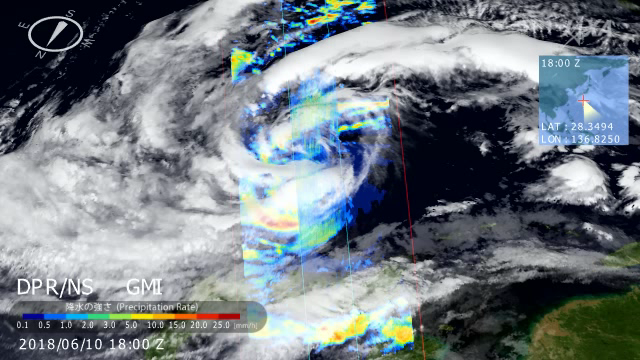 E S
N W
18:00 Z
LAT : 28.3494
LON : 136.8250
DPR/NS GMI
降水の強さ (Precipitation Rate)
0.1 0.5 1.0 2.0 3.0 5.0 10.0 15.0 20.0 25.0 [mm/h]
2018/06/10 18:00 Z